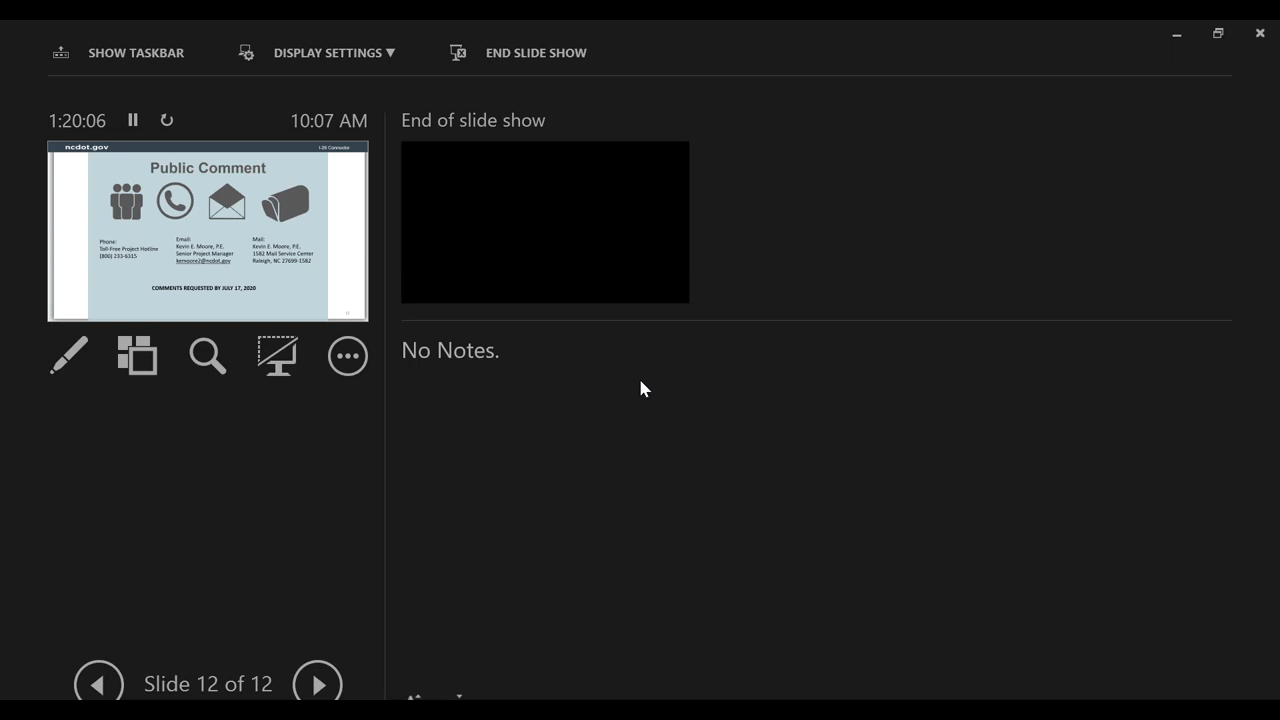 SHOW TASKBAR
DISPLAY SETTINGS ▼
END SLIDE SHOW
1:20:06
10:07 AM
End of slide show
ncdot.gov
I-26 Connector
Public Comment
Phone:
Toll-Free Project Hotline
(800) 233-6315
Email:
Kevin E. Moore, P.E.
Senior Project Manager
kemoore2@ncdot.gov
Mail:
Kevin E. Moore, P.E.
1582 Mail Service Center
Raleigh, NC 27699-1582
COMMENTS REQUESTED BY JULY 17, 2020
No Notes.
Slide 12 of 12